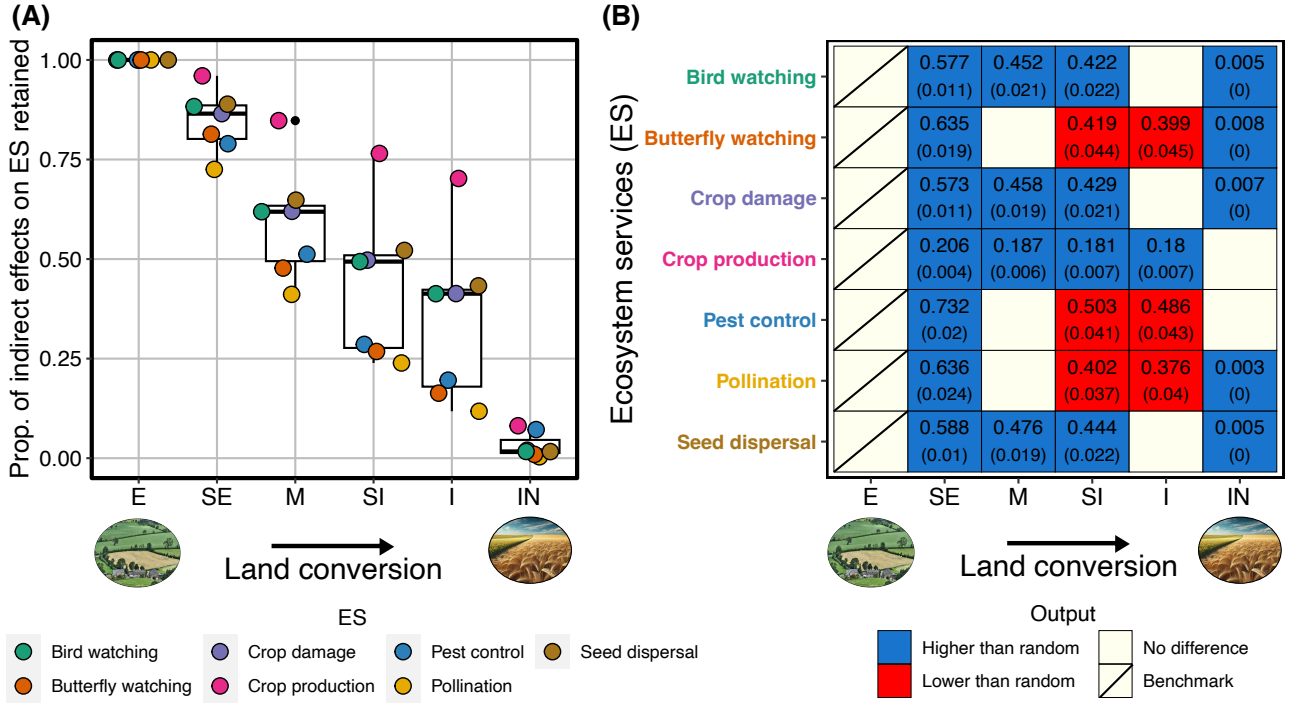 (A)
Prop. of indirect effects on ES retained
1.00
0.75
0.50
0.25
0.00
E SE M SI I IN
Land conversion
ES
Bird watching Crop damage Pest control Seed dispersal
Butterfly watching Crop production Pollination
(B)
Ecosystem services (ES)
Bird watching 0.577 0.452 0.422 0.005
(0.011) (0.021) (0.022) (0)
Butterfly watching 0.635 0.419 0.399 0.008
(0.019) (0.044) (0.045) (0)
Crop damage 0.573 0.458 0.429 0.007
(0.011) (0.019) (0.021) (0)
Crop production 0.206 0.187 0.181 0.18
(0.004) (0.006) (0.007) (0.007)
Pest control 0.732 0.503 0.486
(0.02) (0.041) (0.043)
Pollination 0.636 0.402 0.376 0.003
(0.024) (0.037) (0.04) (0)
Seed dispersal 0.588 0.476 0.444 0.005
(0.01) (0.019) (0.022) (0)
E SE M SI I IN
Land conversion
Output
Higher than random No difference
Lower than random Benchmark